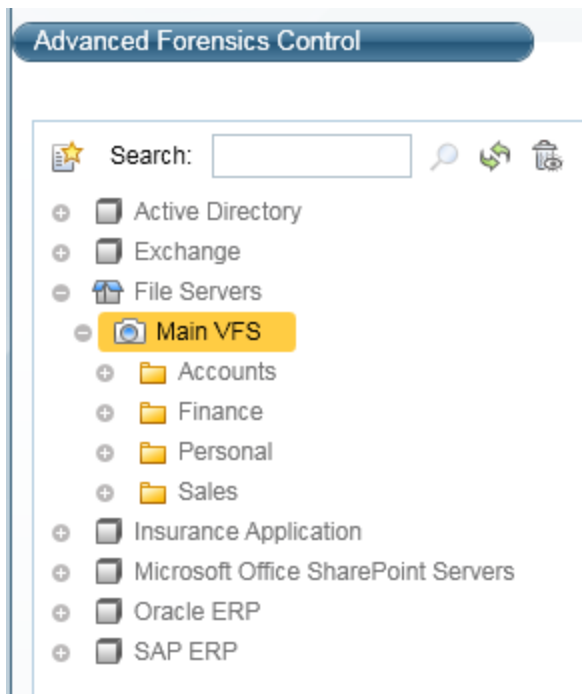 Advanced Forensics Control
Search:
Active Directory
Exchange
File Servers
Main VFS
Accounts
Finance
Personal
Sales
Insurance Application
Microsoft Office SharePoint Servers
Oracle ERP
SAP ERP